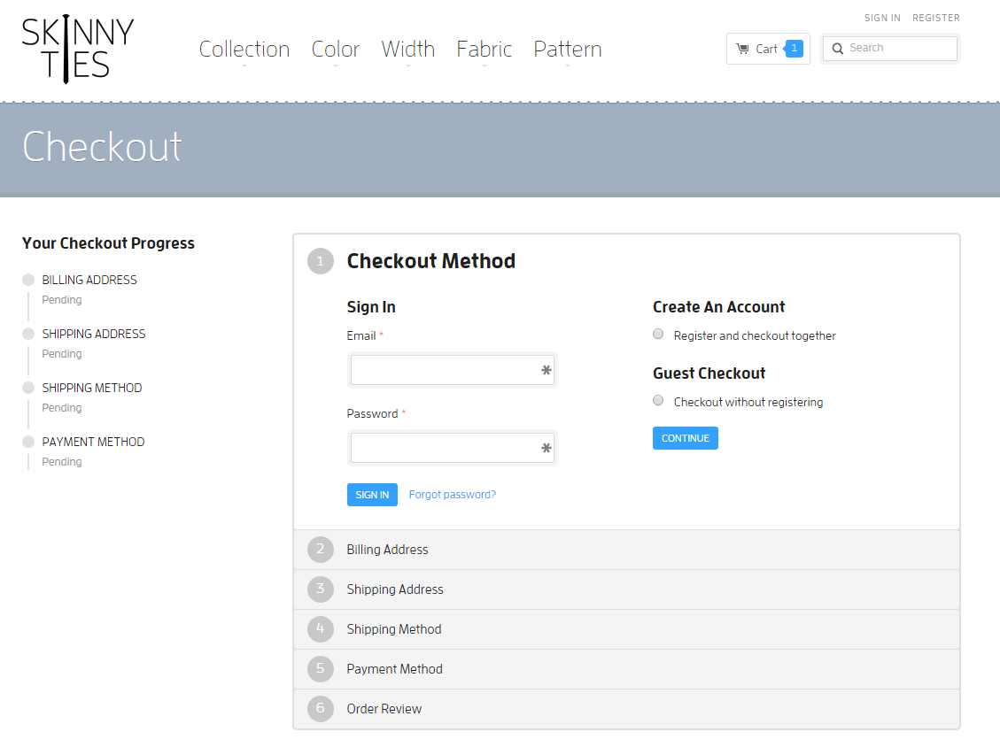 SKINNY
TIES
Collection Color Width Fabric Pattern
SIGN IN REGISTER
Cart 1
Search
Checkout
Your Checkout Progress
BILLING ADDRESS
Pending
SHIPPING ADDRESS
Pending
SHIPPING METHOD
Pending
PAYMENT METHOD
Pending
1 Checkout Method
Sign In
Email *
Password *
SIGN IN Forgot password?
Create An Account
Register and checkout together
Guest Checkout
Checkout without registering
CONTINUE
2 Billing Address
3 Shipping Address
4 Shipping Method
5 Payment Method
6 Order Review